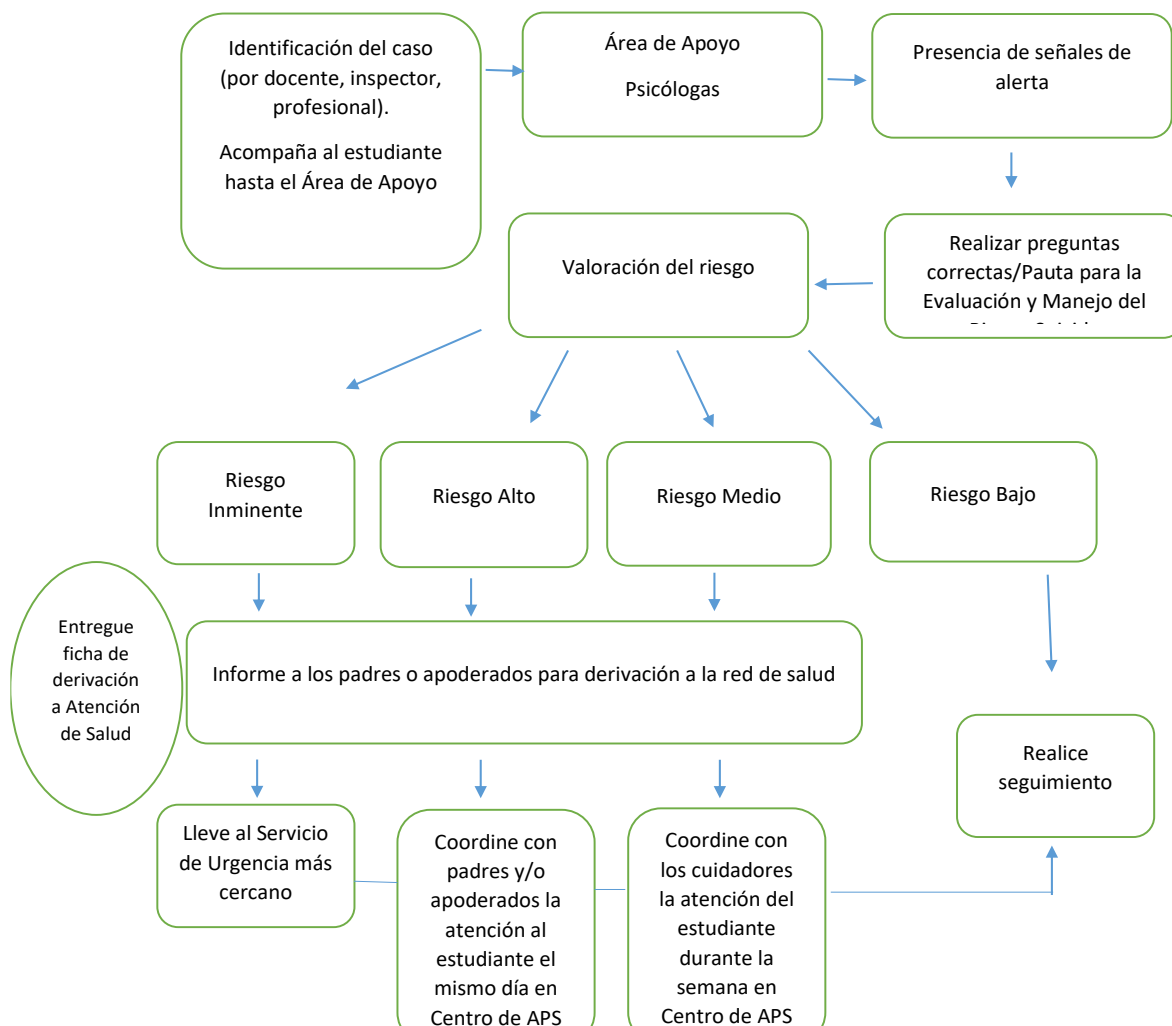 Identificación del caso
(por docente, inspector,
profesional).
Acompaña al estudiante
hasta el Área de Apoyo
Área de Apoyo
Psicólogas
Presencia de señales de
alerta
Realizar preguntas
correctas/Pauta para la
Evaluación y Manejo del
Valoración del riesgo
Riesgo
Inminente
Riesgo Alto
Riesgo Medio
Riesgo Bajo
Entregue
ficha de
derivación
a Atención
de Salud
Informe a los padres o apoderados para derivación a la red de salud
Realice
seguimiento
Lleve al Servicio
de Urgencia más
cercano
Coordine con
padres y/o
apoderados la
atención al
estudiante el
mismo día en
Centro de APS
Coordine con
los cuidadores
la atención del
estudiante
durante la
semana en
Centro de APS